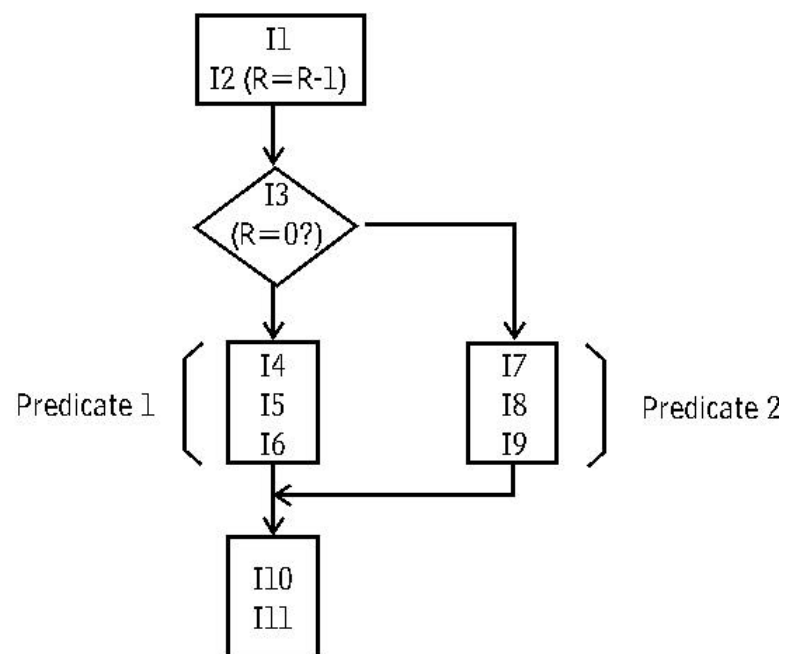 I1
I2 (R=R-1)
I3
(R=0?)
Predicate 1
I4
I5
I6
I7
I8
I9
Predicate 2
I10
I11